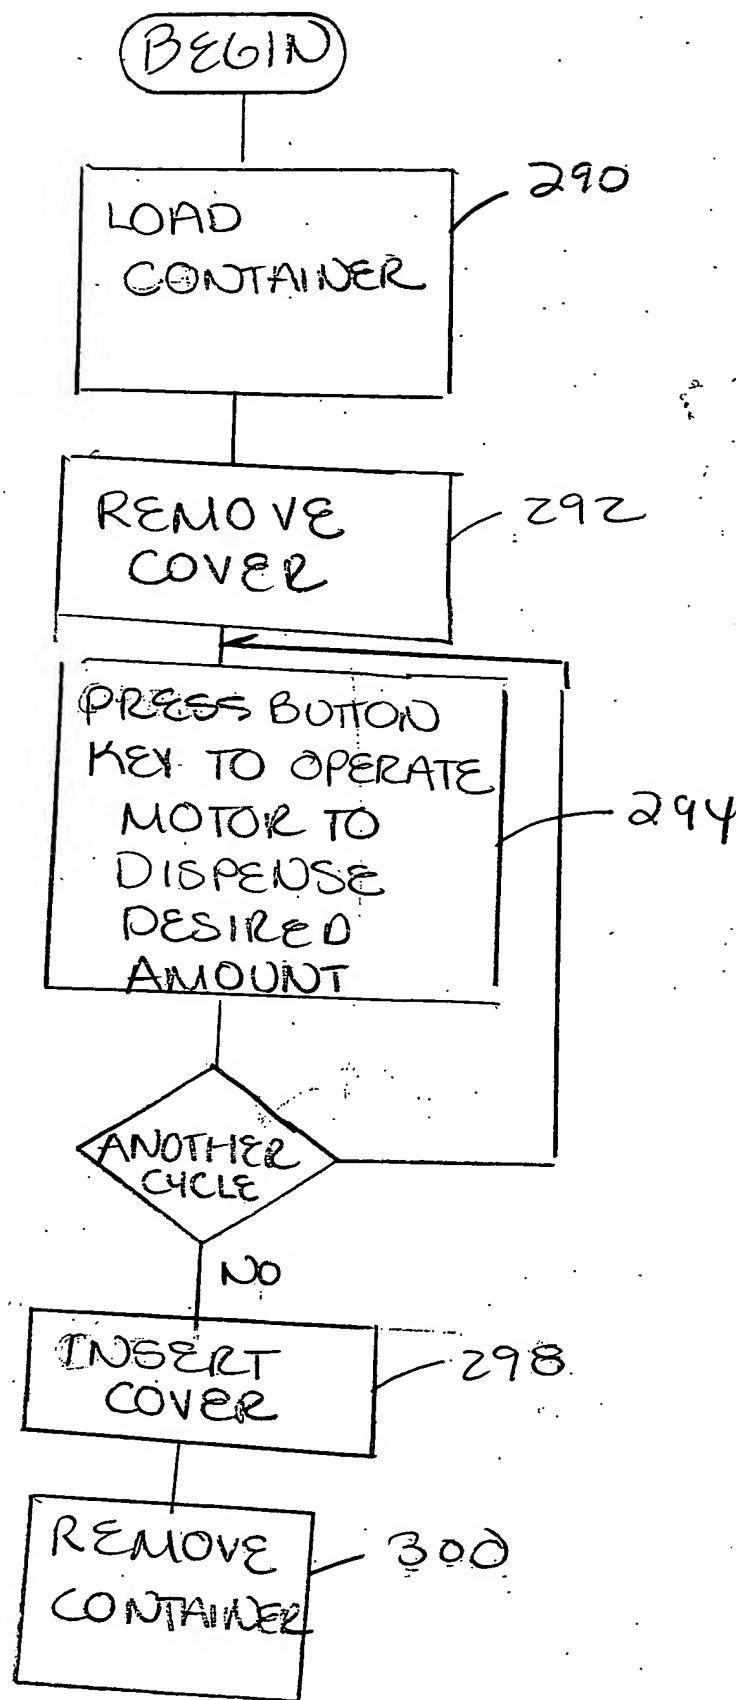 BEGIN
LOAD
CONTAINER
290
REMOVE
COVER
292
PRESS BUTTON
KEY TO OPERATE
MOTOR TO
DISPENSE
DESIRED
AMOUNT
294
ANOTHER
CYCLE
NO
INSERT
COVER
298
REMOVE
CONTAINER
300